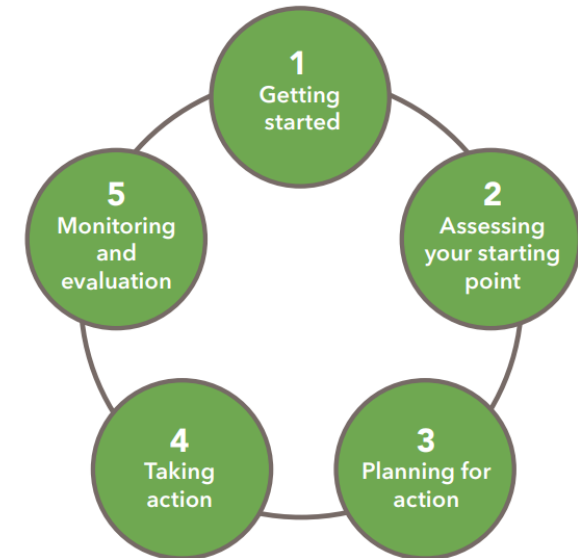 1
Getting
started
2
Assessing
your starting
point
3
Planning for
action
4
Taking
action
5
Monitoring
and
evaluation